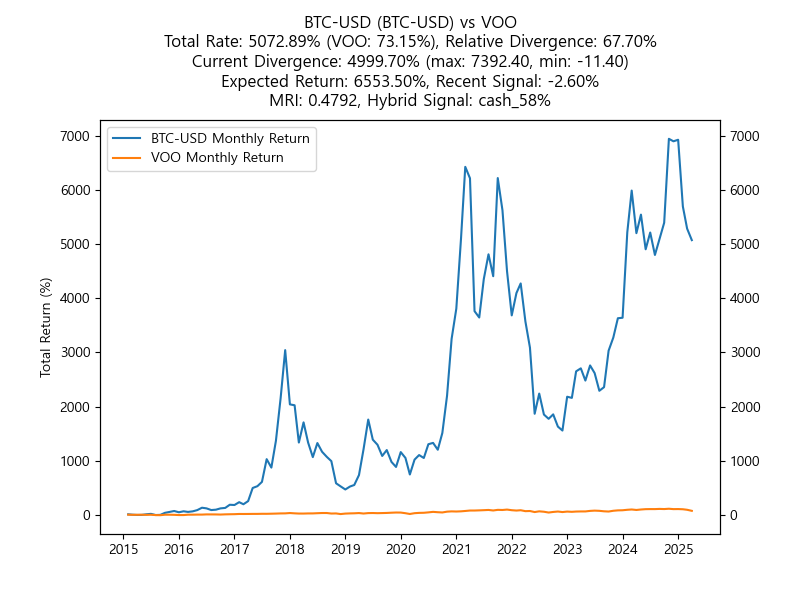 BTC-USD (BTC-USD) vs VOO
Total Rate: 5072.89% (VOO: 73.15%), Relative Divergence: 67.70%
Current Divergence: 4999.70% (max: 7392.40, min: -11.40)
Expected Return: 6553.50%, Recent Signal: -2.60%
MRI: 0.4792, Hybrid Signal: cash_58%
BTC-USD Monthly Return
VOO Monthly Return
Total Return (%)
7000
6000
5000
4000
3000
2000
1000
0
7000
6000
5000
4000
3000
2000
1000
0
2015 2016 2017 2018 2019 2020 2021 2022 2023 2024 2025